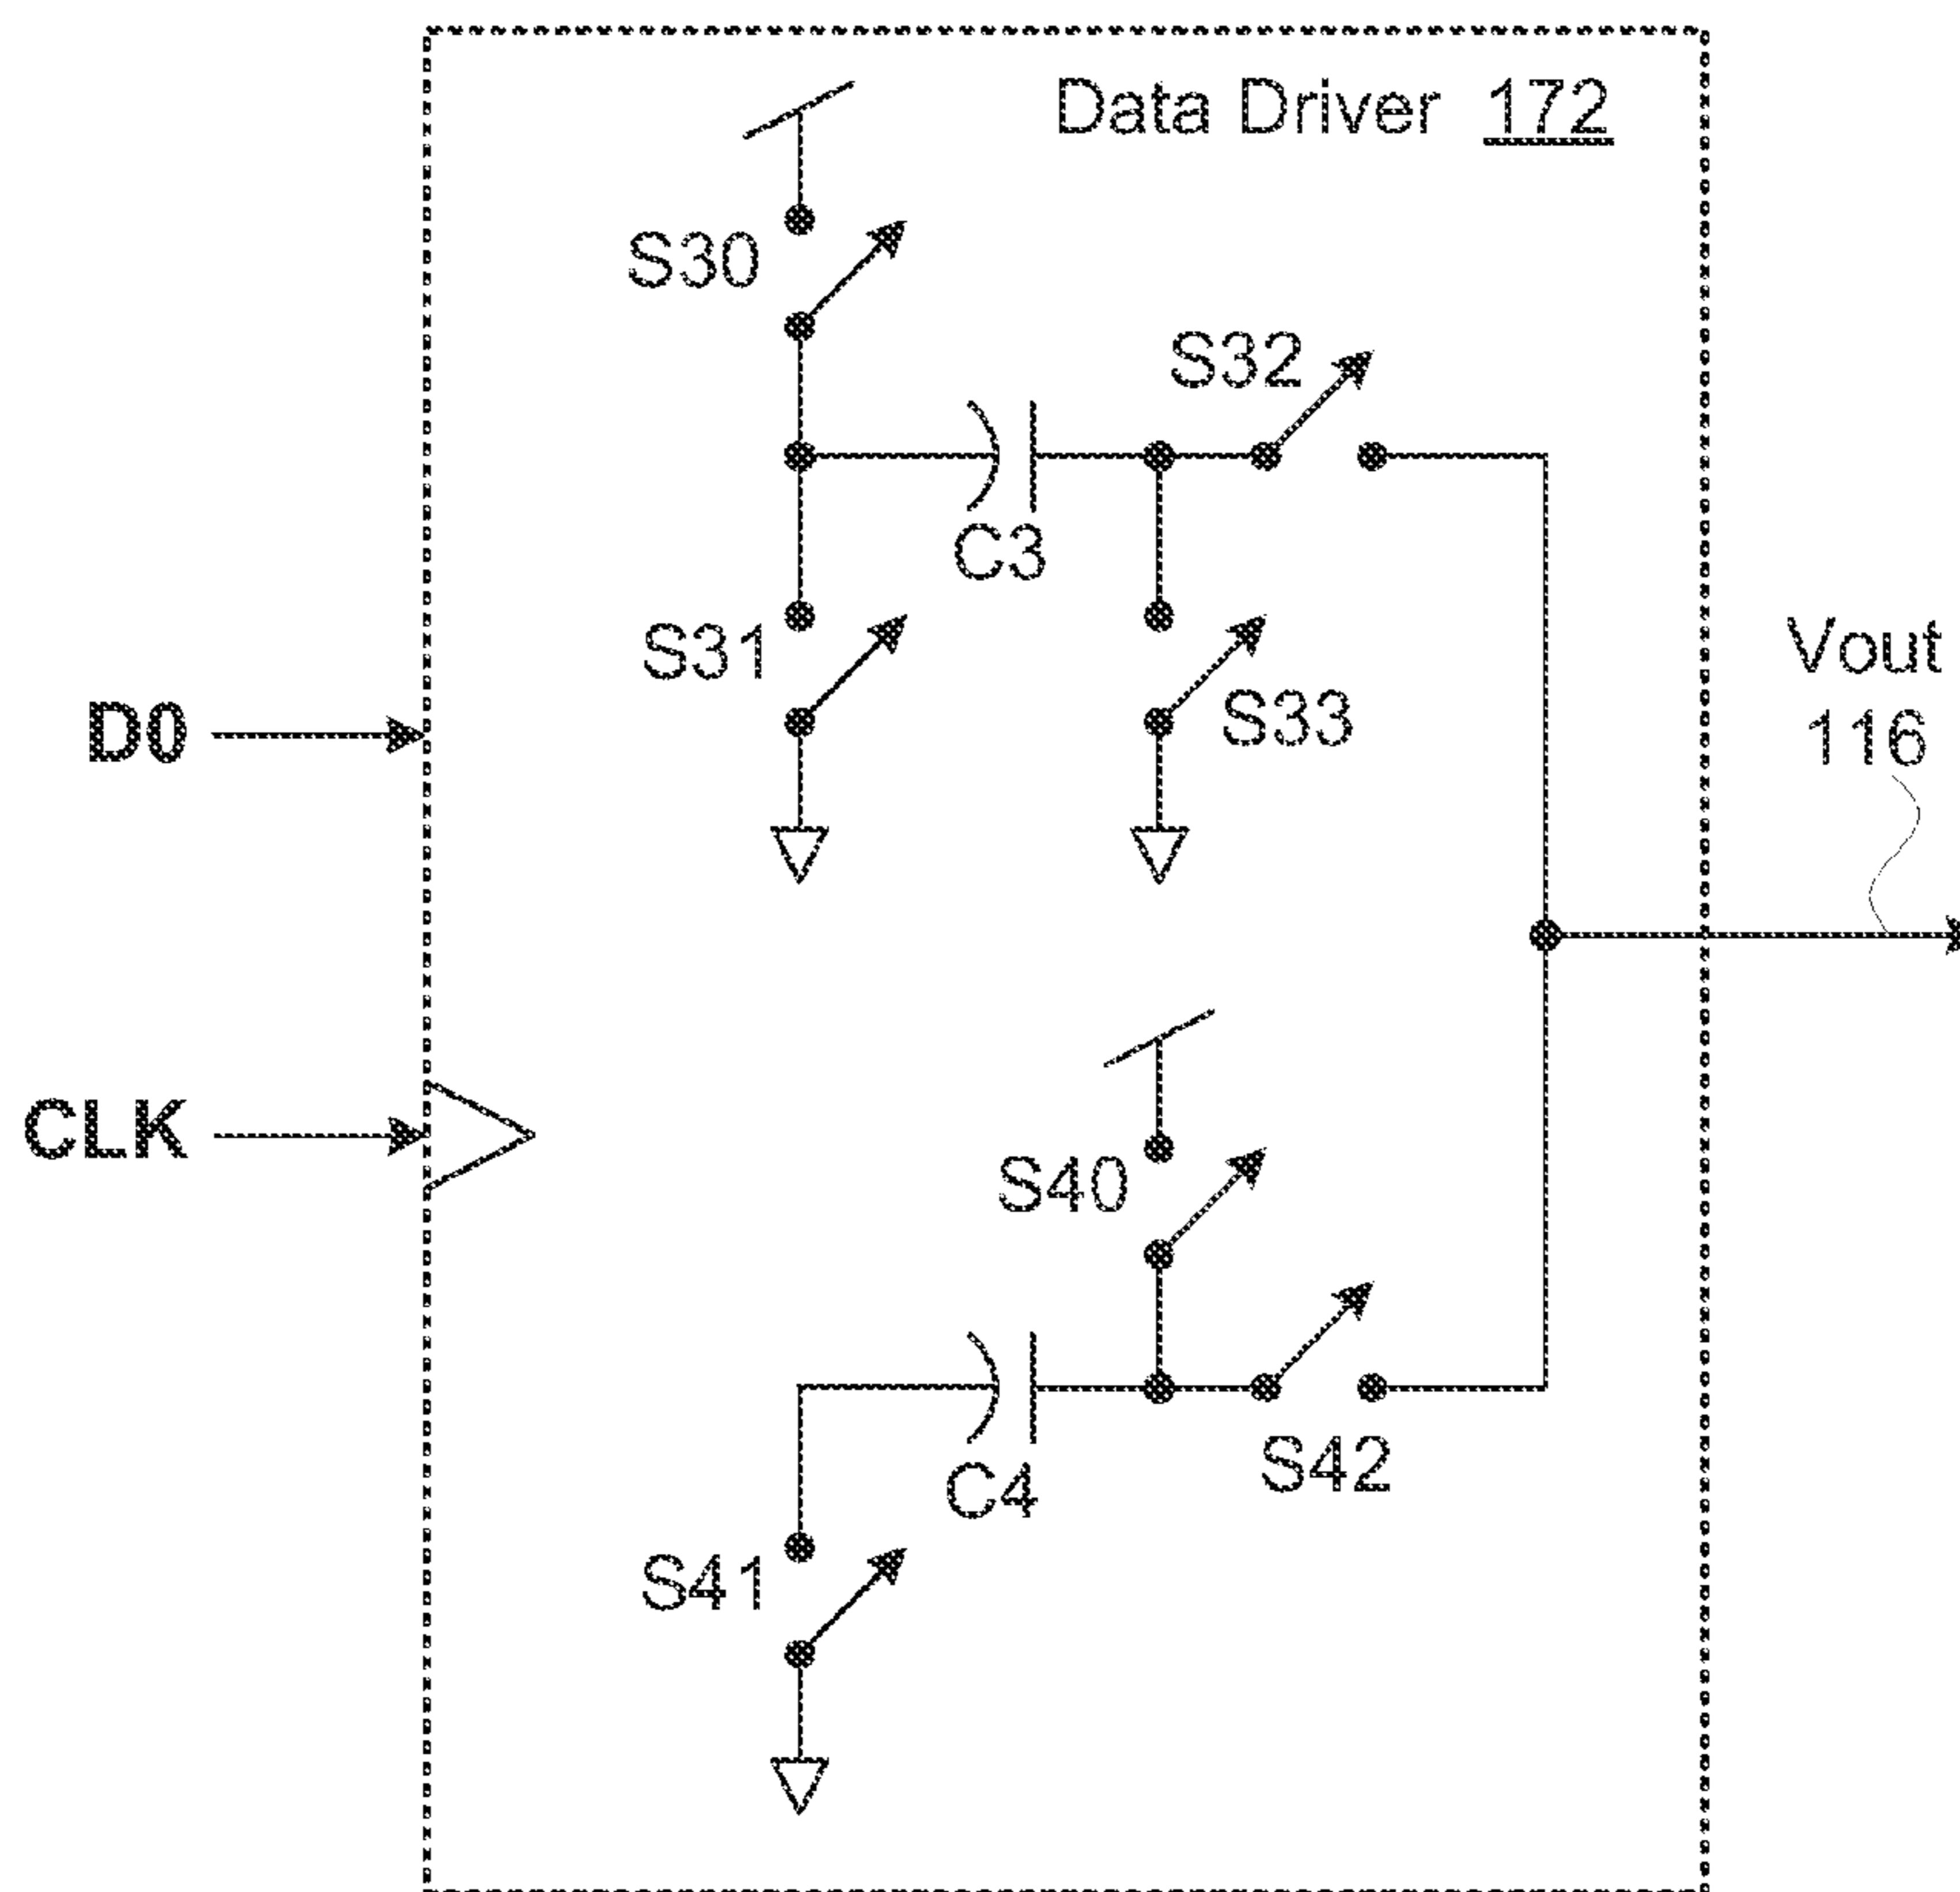 Data Driver 172
S30
S32
C3
S31
S33
Vout
116
D0
CLK
S40
S42
C4
S41